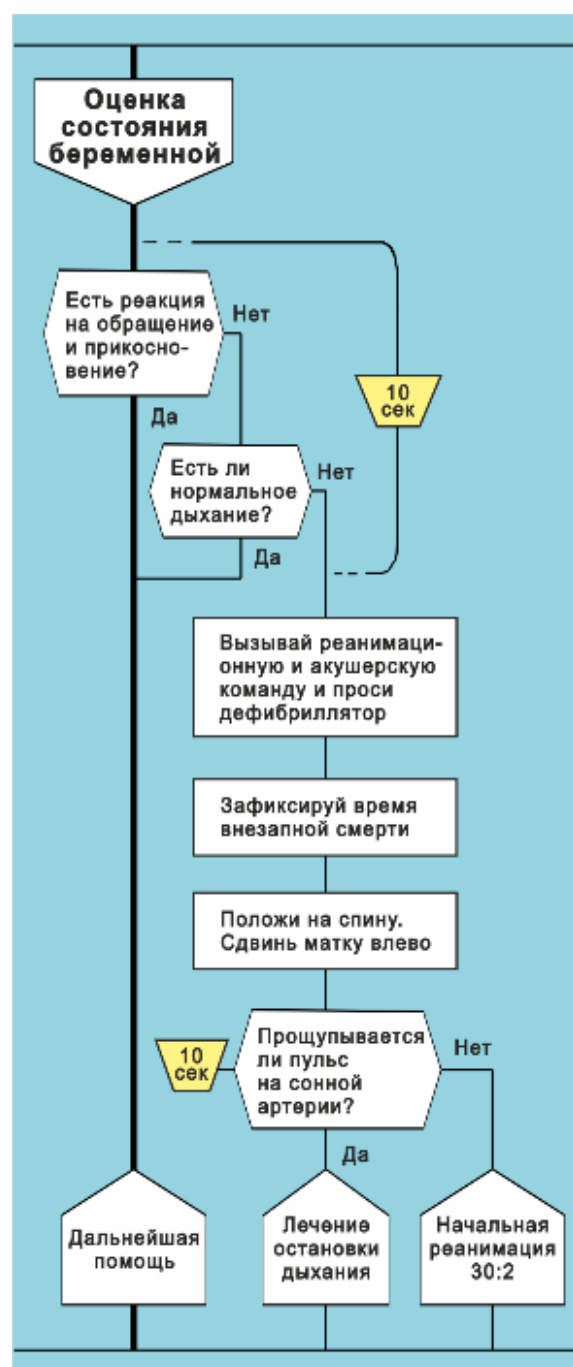 Оценка
состояния
беременной
Есть реакция
на обращение
и прикосно-
вение?
Нет
Да
10
сек
Есть ли
нормальное
дыхание?
Нет
Да
Вызывай реанимаци-
онную и акушерскую
команду и проси
дефибриллятор
Зафиксируй время
внезапной смерти
Положи на спину.
Сдвинь матку влево
10
сек
Прощупывается
ли пульс
на сонной
артерии?
Нет
Да
Дальнейшая
помощь
Лечение
остановки
дыхания
Начальная
реанимация
30:2